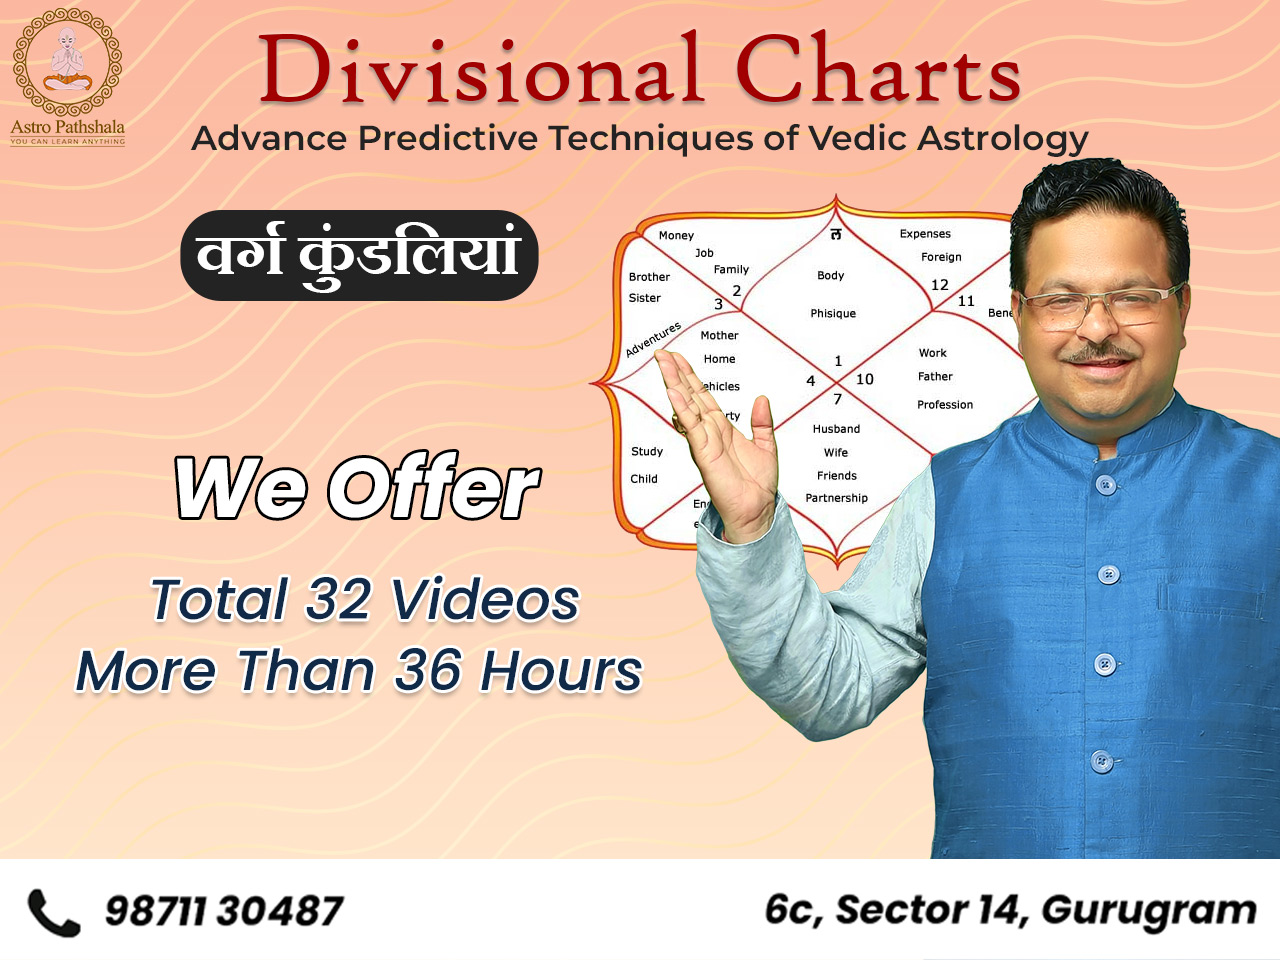 Divisional Charts
Astro Pathshala
YOU CAN LEARN ANYTHING
Advance Predictive Techniques of Vedic Astrology
वर्ग कुंडलियां
Money
Job
Family
2
Brother
Sister
3
Adventures
ल
Body
Phisique
1
Expenses
Foreign
12
11
Mother
Home
4
10
7
Work
Father
Profession
Study
Child
Husband
Wife
Friends
Partnership
We Offer
Total 32 Videos
More Than 36 Hours
98711 30487
6c, Sector 14, Gurugram